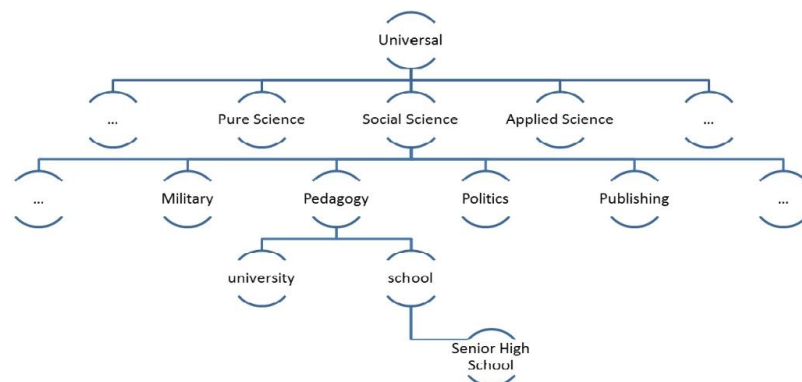 Universal
...
Pure Science
Social Science
Applied Science
...
...
Military
Pedagogy
Politics
Publishing
...
university
school
Senior High
School